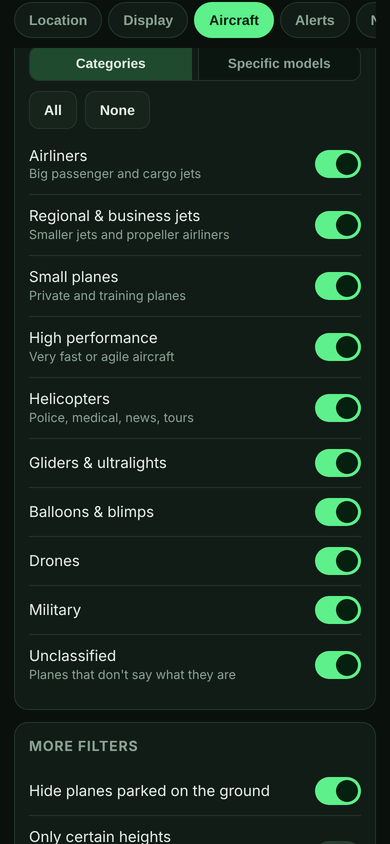 Location Display Aircraft Alerts
Categories Specific models
All None
Airliners
Big passenger and cargo jets
Regional & business jets
Smaller jets and propeller airliners
Small planes
Private and training planes
High performance
Very fast or agile aircraft
Helicopters
Police, medical, news, tours
Gliders & ultralights
Balloons & blimps
Drones
Military
Unclassified
Planes that don't say what they are
MORE FILTERS
Hide planes parked on the ground
Only certain heights